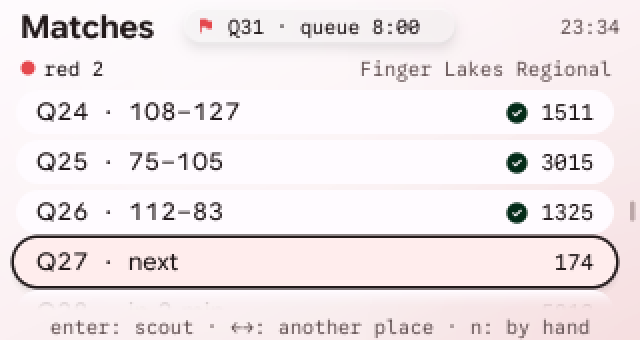 Matches
Q31 · queue 8:00
23:34
red 2
Finger Lakes Regional
Q24 · 108–127 1511
Q25 · 75–105 3015
Q26 · 112–83 1325
Q27 · next 174
enter: scout · ↔: another place · n: by hand